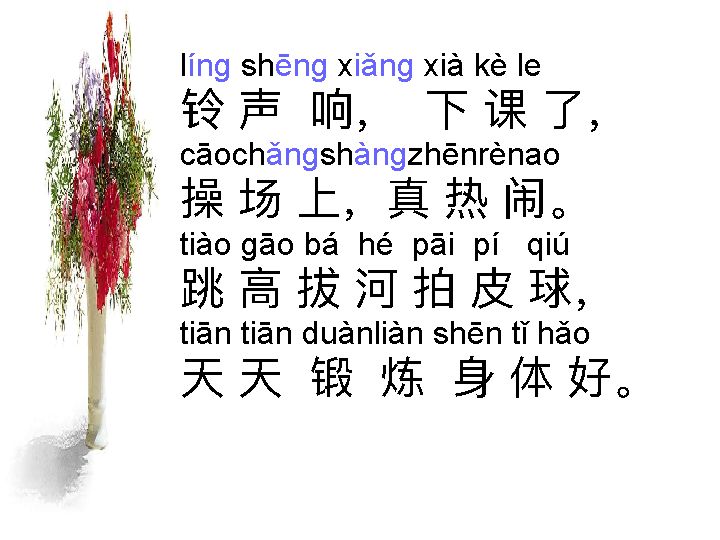 líng shēng xiǎng xià kè le
铃 声 响， 下 课 了，
cāochǎngshàngzhēnrènao
操 场 上，真 热 闹。
tiào gāo bá hé pāi pí qiú
跳 高 拔 河 拍 皮 球，
tiān tiān duànliàn shēn tǐ hǎo
天 天 锻 炼 身 体 好。